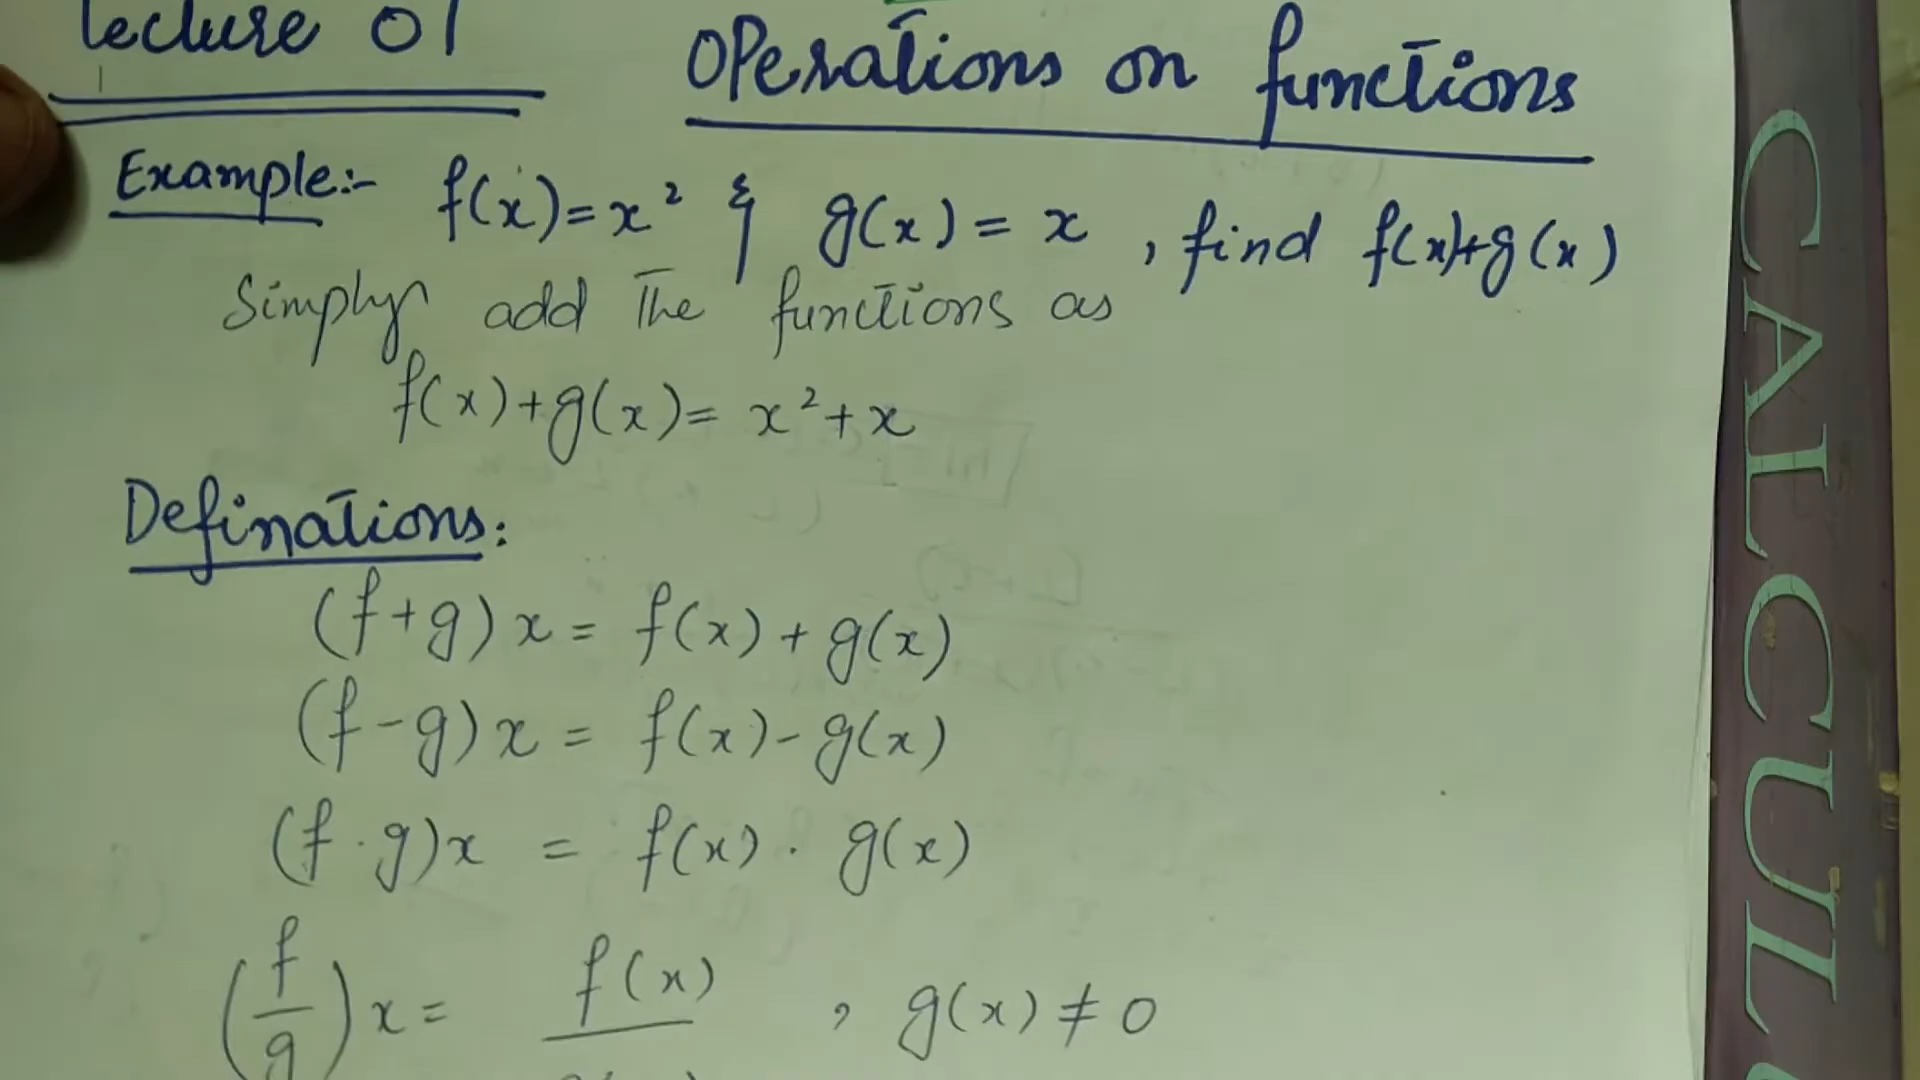 Lecture 01
Operations on functions
Example:- f(x)=x² & g(x) = x , find f(x)+g(x)
Simply add The functions as
f(x)+g(x)= x²+x
Definations:
(f+g)x = f(x) + g(x)
(f-g)x = f(x)-g(x)
(f.g)x = f(x) . g(x)
(f/g)x = f(x)/ , g(x) ≠ 0
CALCUL